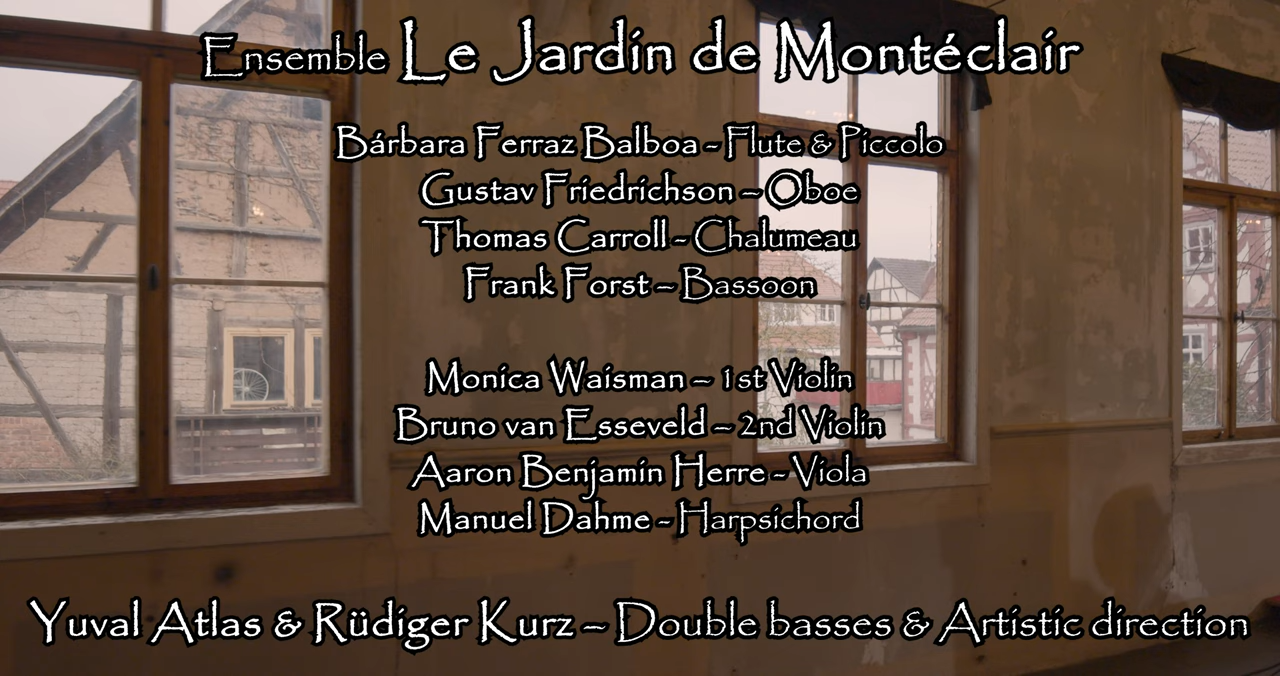 Ensemble Le Jardin de Montéclair
Bárbara Ferraz Balboa - Flute & Piccolo
Gustav Friedrichson – Oboe
Thomas Carroll - Chalumeau
Frank Forst – Bassoon
Monica Waisman – 1st Violin
Bruno van Esseveld – 2nd Violin
Aaron Benjamin Herre - Viola
Manuel Dahme - Harpsichord
Yuval Atlas & Rüdiger Kurz – Double basses & Artistic direction